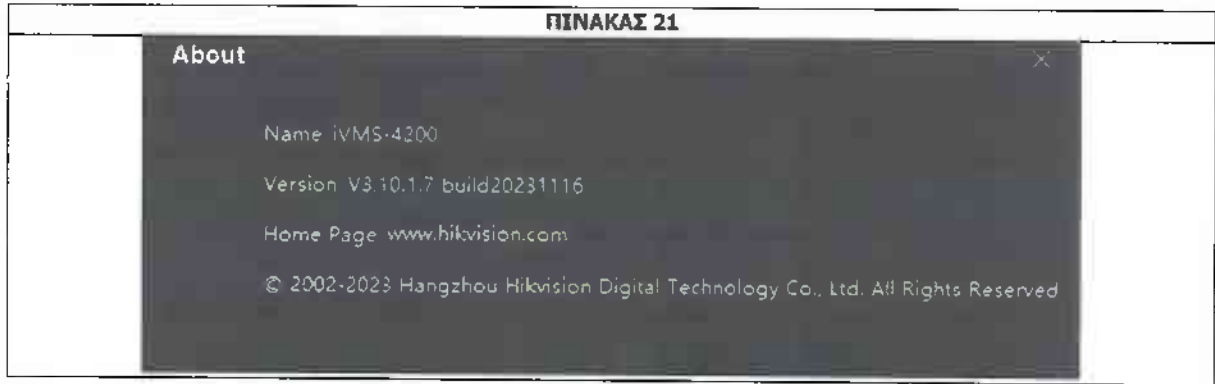 ΠΙΝΑΚΑΣ 21
About
Name iVMS-4200
Version V3.10.1.7 build20231116
Home Page www.hikvision.com
© 2002-2023 Hangzhou Hikvision Digital Technology Co., Ltd. All Rights Reserved